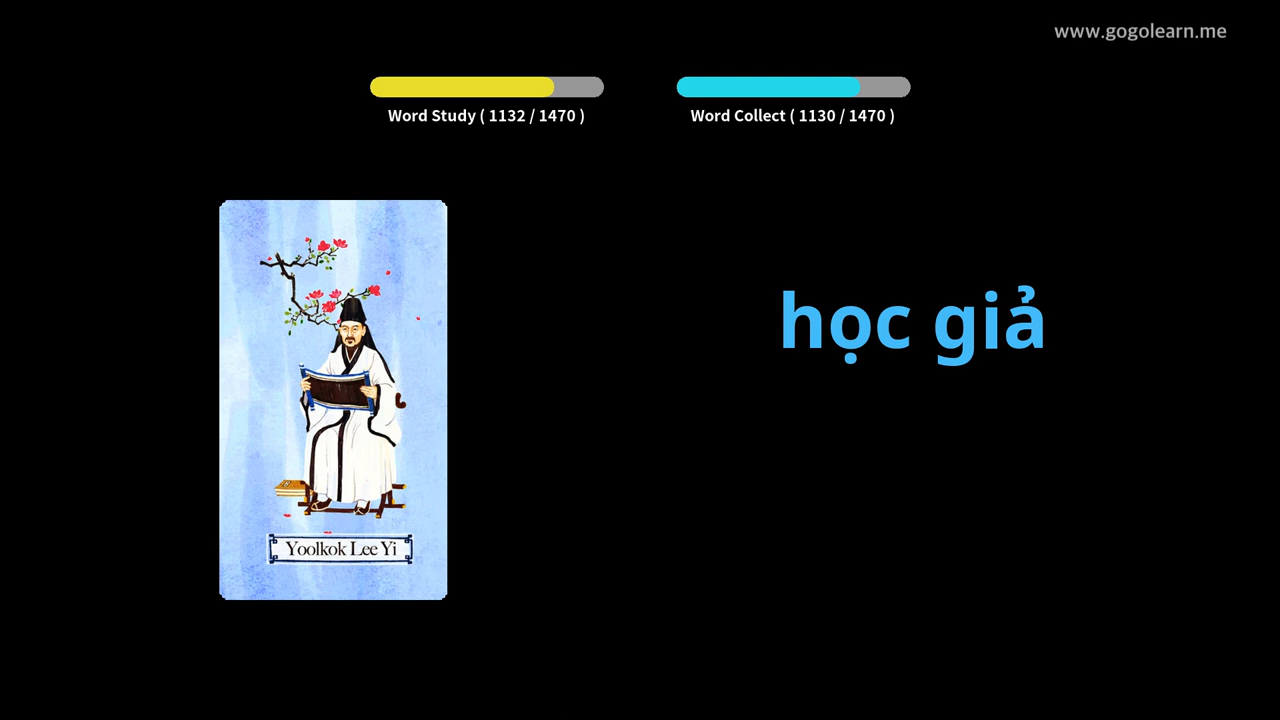 www.gogolearn.me
Word Study ( 1132 / 1470 )
Word Collect ( 1130 / 1470 )
học giả
Yoolkok Lee Yi